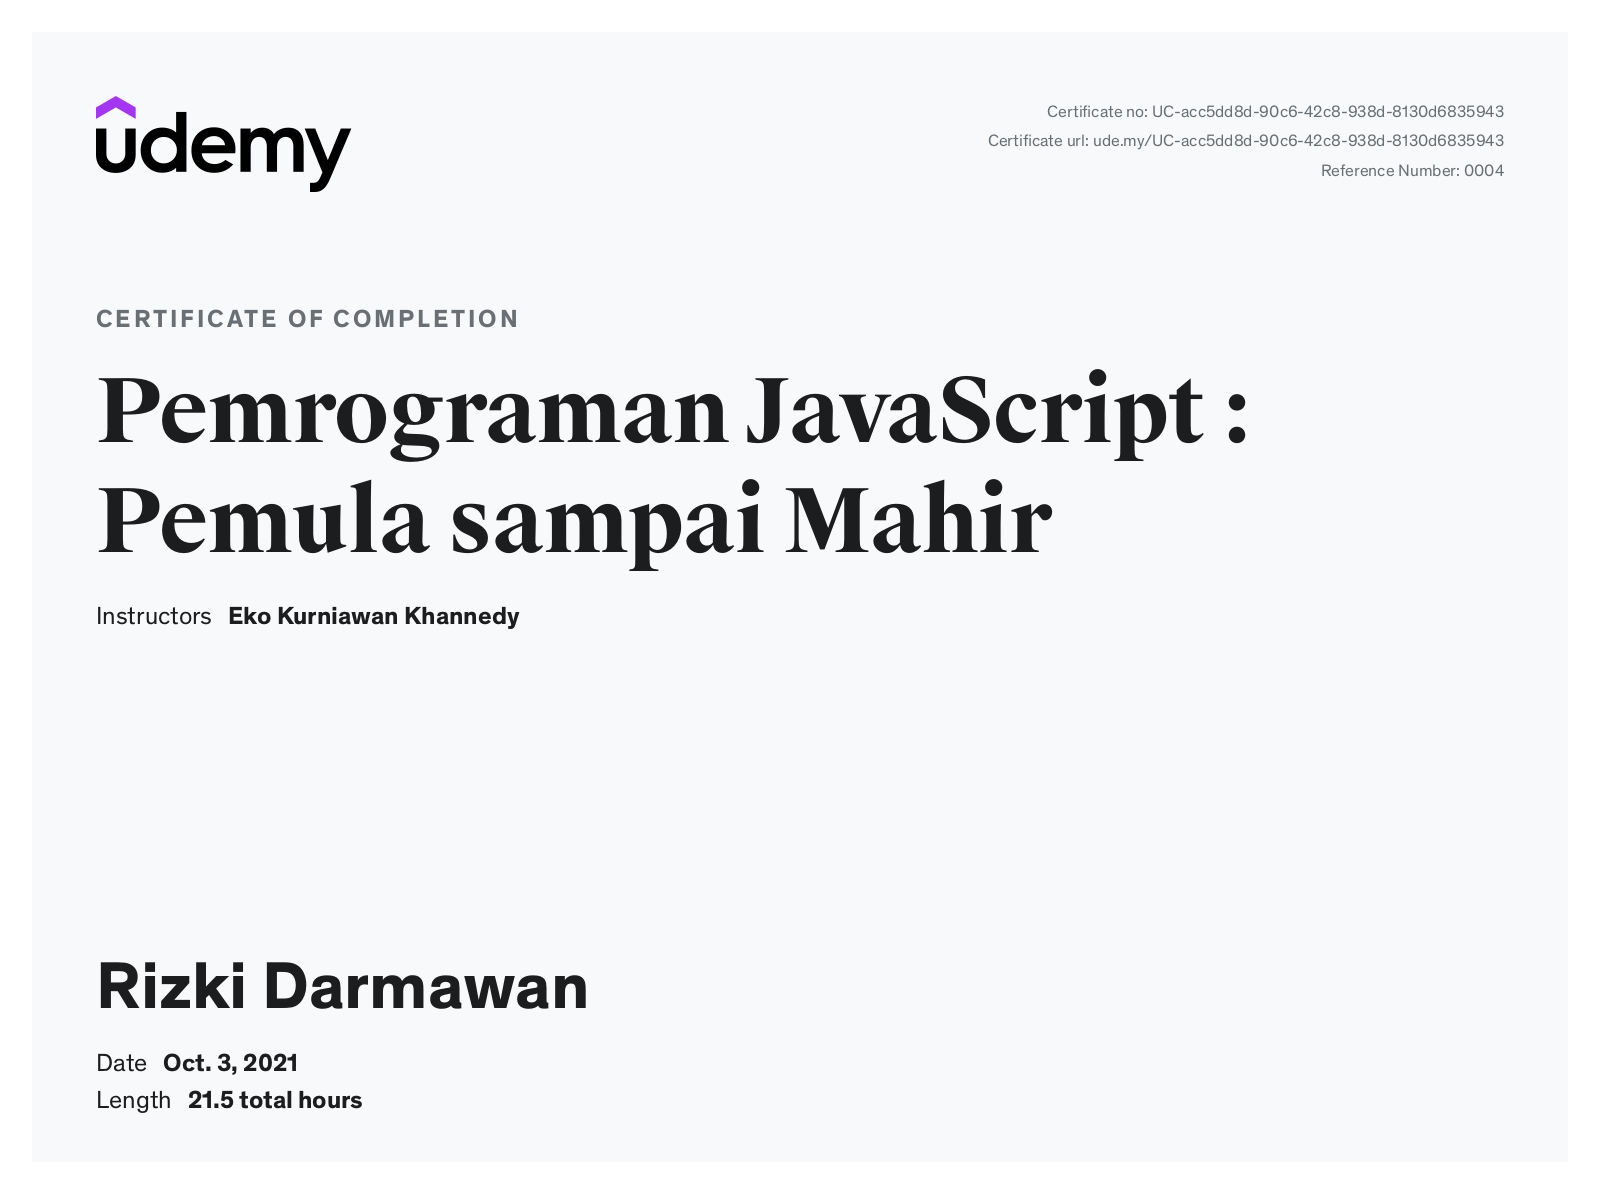 udemy
Certificate no: UC-acc5dd8d-90c6-42c8-938d-8130d6835943
Certificate url: ude.my/UC-acc5dd8d-90c6-42c8-938d-8130d6835943
Reference Number: 0004
CERTIFICATE OF COMPLETION
Pemrograman JavaScript :
Pemula sampai Mahir
Instructors Eko Kurniawan Khannedy
Rizki Darmawan
Date Oct. 3, 2021
Length 21.5 total hours